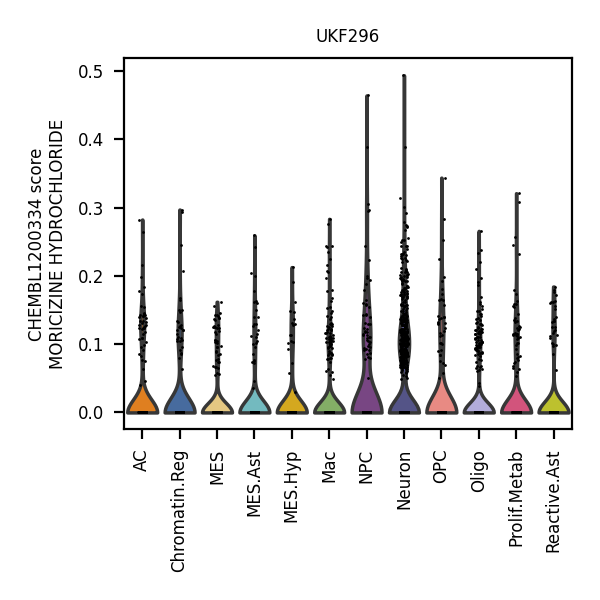 UKF296
CHEMBL1200334 score
MORICIZINE HYDROCHLORIDE
0.5
0.4
0.3
0.2
0.1
0.0
AC
Chromatin.Reg
MES
MES.Ast
MES.Hyp
Mac
NPC
Neuron
OPC
Oligo
Prolif.Metab
Reactive.Ast